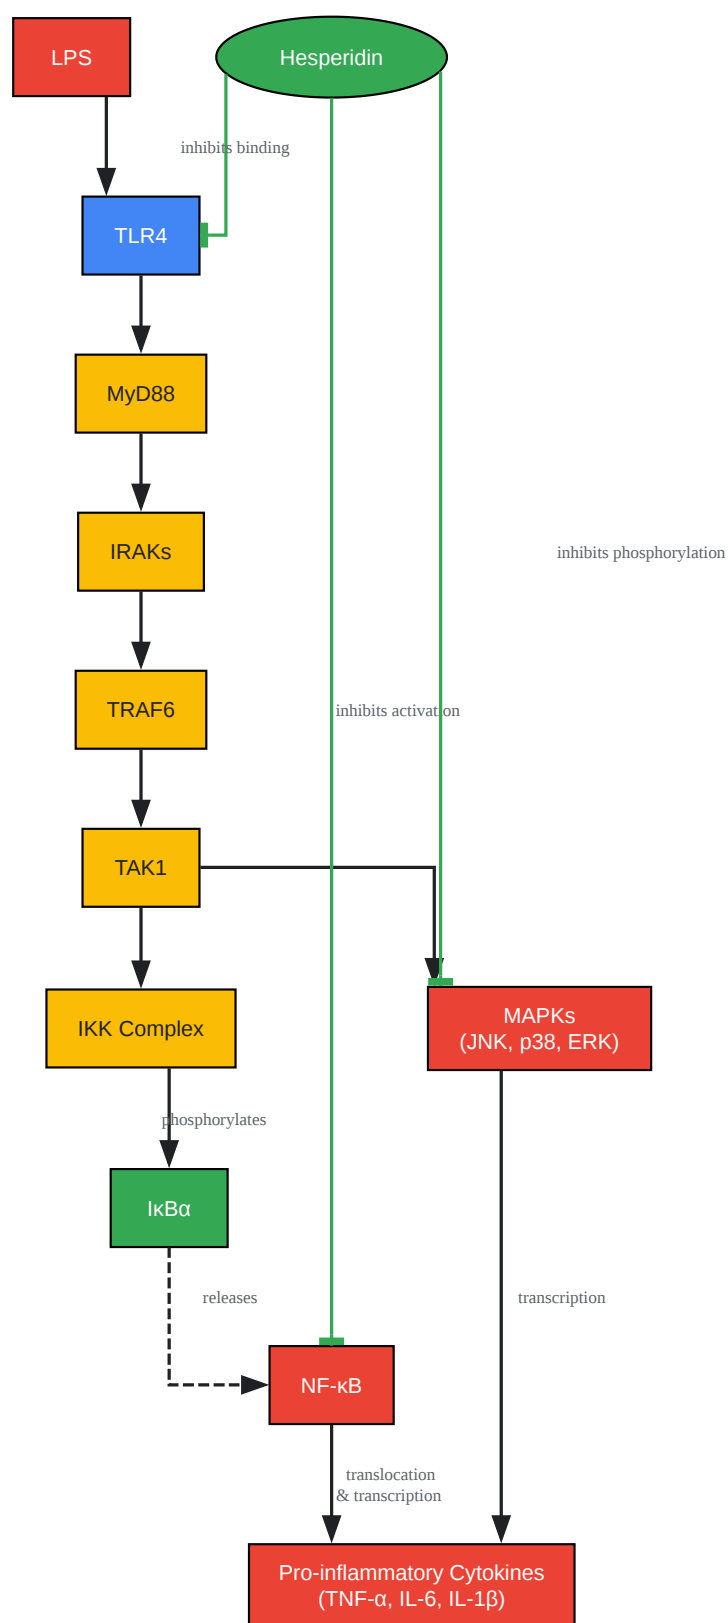 LPS
Hesperidin
inhibits binding
TLR4
MyD88
IRAKs
inhibits phosphorylation
TRAF6
inhibits activation
TAK1
IKK Complex
MAPKs
(JNK, p38, ERK)
phosphorylates
IκBα
releases
transcription
NF-κB
translocation
& transcription
Pro-inflammatory Cytokines
(TNF-α, IL-6, IL-1β)